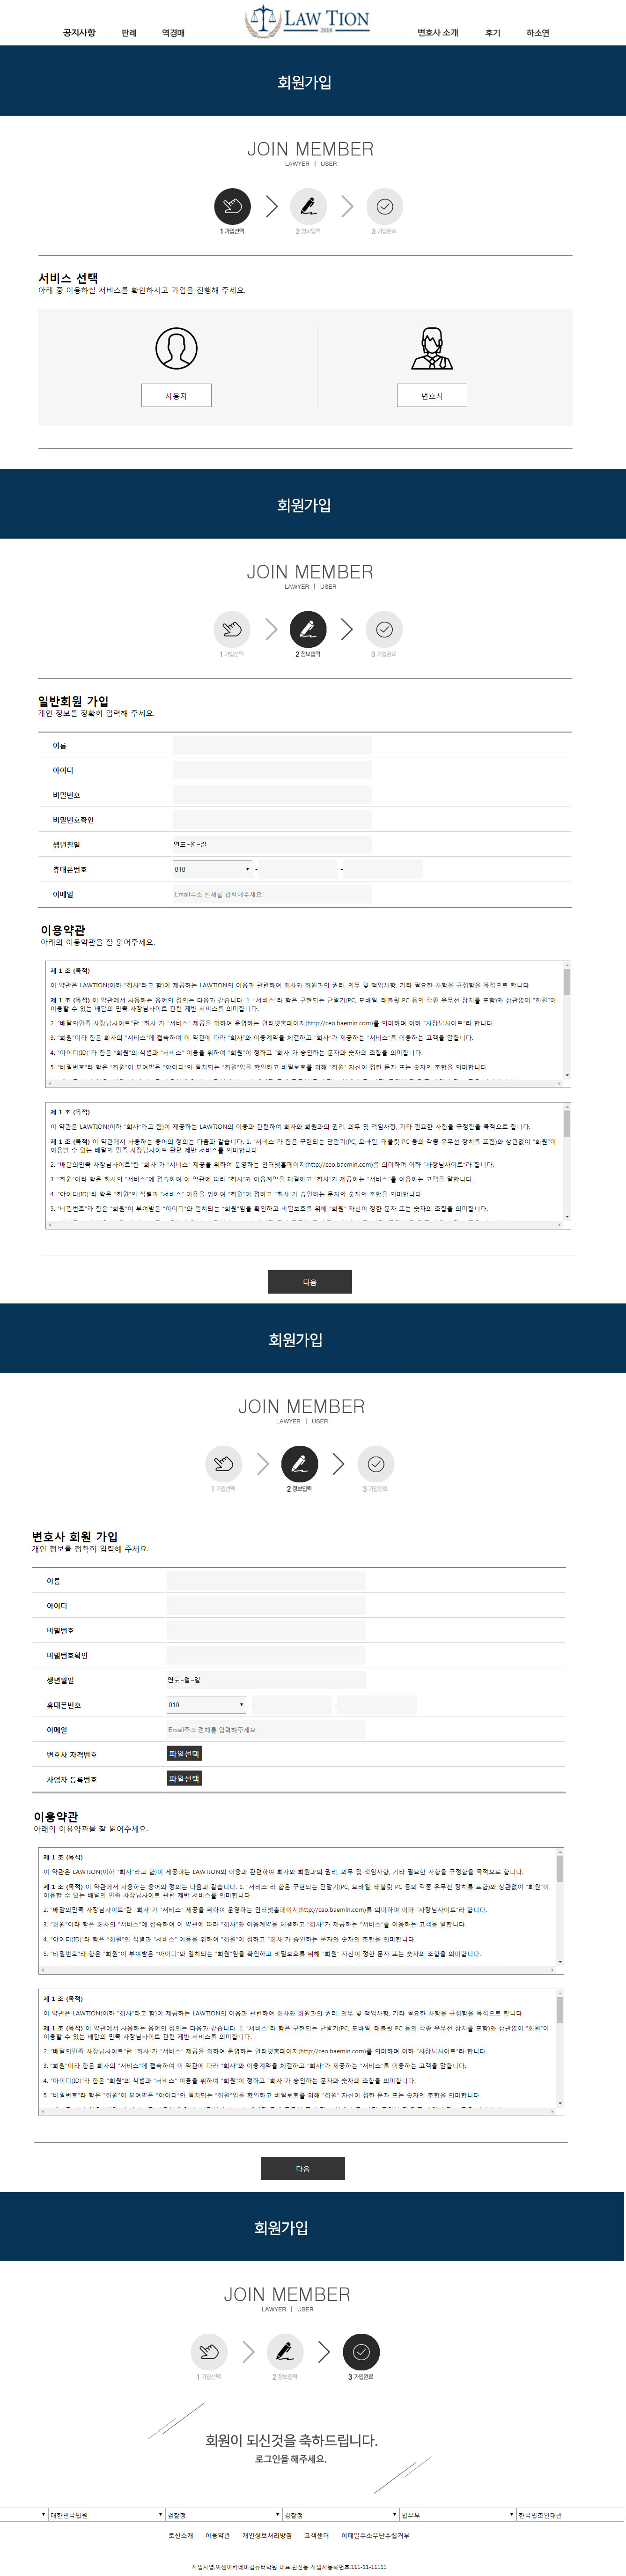 공지사항 판례 역경매 LAW TION 2018 변호사 소개 후기 하소연
회원가입
JOIN MEMBER
LAWYER | USER
1 가입선택 2 정보입력 3 가입완료
서비스 선택
아래 중 이용하실 서비스를 확인하시고 가입을 진행해 주세요.
사용자 변호사
회원가입
JOIN MEMBER
LAWYER | USER
1 가입선택 2 정보입력 3 가입완료
일반회원 가입
개인 정보를 정확히 입력해 주세요.
이름
아이디
비밀번호
비밀번호확인
생년월일 연도-월-일
휴대폰번호 010 - -
이메일 Email주소 전체를 입력해주세요.
이용약관
아래의 이용약관을 잘 읽어주세요.
제 1 조 (목적)
이 약관은 LAWTION(이하 "회사"라고 함)이 제공하는 LAWTION의 이용과 관련하여 회사와 회원과의 권리, 의무 및 책임사항, 기타 필요한 사항을 규정함을 목적으로 합니다.
제 1 조 (목적) 이 약관에서 사용하는 용어의 정의는 다음과 같습니다. 1. "서비스"라 함은 구현되는 단말기(PC, 모바일, 태블릿 PC 등의 각종 유무선 장치를 포함)와 상관없이 "회원"이
이용할 수 있는 배달의 민족 사장님사이트 관련 제반 서비스를 의미합니다.
2. "배달의민족 사장님사이트"란 "회사"가 "서비스" 제공을 위하여 운영하는 인터넷홈페이지(http://ceo.baemin.com)를 의미하며 이하 "사장님사이트"라 합니다.
3. "회원"이라 함은 회사의 "서비스"에 접속하여 이 약관에 따라 "회사"와 이용계약을 체결하고 "회사"가 제공하는 "서비스"를 이용하는 고객을 말합니다.
4. "아이디(ID)"라 함은 "회원"의 식별과 "서비스" 이용을 위하여 "회원"이 정하고 "회사"가 승인하는 문자와 숫자의 조합을 의미합니다.
5. "비밀번호"라 함은 "회원"이 부여받은 "아이디"와 일치되는 "회원"임을 확인하고 비밀보호를 위해 "회원" 자신이 정한 문자 또는 숫자의 조합을 의미합니다.
제 1 조 (목적)
이 약관은 LAWTION(이하 "회사"라고 함)이 제공하는 LAWTION의 이용과 관련하여 회사와 회원과의 권리, 의무 및 책임사항, 기타 필요한 사항을 규정함을 목적으로 합니다.
제 1 조 (목적) 이 약관에서 사용하는 용어의 정의는 다음과 같습니다. 1. "서비스"라 함은 구현되는 단말기(PC, 모바일, 태블릿 PC 등의 각종 유무선 장치를 포함)와 상관없이 "회원"이
이용할 수 있는 배달의 민족 사장님사이트 관련 제반 서비스를 의미합니다.
2. "배달의민족 사장님사이트"란 "회사"가 "서비스" 제공을 위하여 운영하는 인터넷홈페이지(http://ceo.baemin.com)를 의미하며 이하 "사장님사이트"라 합니다.
3. "회원"이라 함은 회사의 "서비스"에 접속하여 이 약관에 따라 "회사"와 이용계약을 체결하고 "회사"가 제공하는 "서비스"를 이용하는 고객을 말합니다.
4. "아이디(ID)"라 함은 "회원"의 식별과 "서비스" 이용을 위하여 "회원"이 정하고 "회사"가 승인하는 문자와 숫자의 조합을 의미합니다.
5. "비밀번호"라 함은 "회원"이 부여받은 "아이디"와 일치되는 "회원"임을 확인하고 비밀보호를 위해 "회원" 자신이 정한 문자 또는 숫자의 조합을 의미합니다.
다음
회원가입
JOIN MEMBER
LAWYER | USER
1 가입선택 2 정보입력 3 가입완료
변호사 회원 가입
개인 정보를 정확히 입력해 주세요.
이름
아이디
비밀번호
비밀번호확인
생년월일 연도-월-일
휴대폰번호 010 - -
이메일 Email주소 전체를 입력해주세요.
변호사 자격번호 파일선택
사업자 등록번호 파일선택
이용약관
아래의 이용약관을 잘 읽어주세요.
제 1 조 (목적)
이 약관은 LAWTION(이하 "회사"라고 함)이 제공하는 LAWTION의 이용과 관련하여 회사와 회원과의 권리, 의무 및 책임사항, 기타 필요한 사항을 규정함을 목적으로 합니다.
제 1 조 (목적) 이 약관에서 사용하는 용어의 정의는 다음과 같습니다. 1. "서비스"라 함은 구현되는 단말기(PC, 모바일, 태블릿 PC 등의 각종 유무선 장치를 포함)와 상관없이 "회원"이
이용할 수 있는 배달의 민족 사장님사이트 관련 제반 서비스를 의미합니다.
2. "배달의민족 사장님사이트"란 "회사"가 "서비스" 제공을 위하여 운영하는 인터넷홈페이지(http://ceo.baemin.com)를 의미하며 이하 "사장님사이트"라 합니다.
3. "회원"이라 함은 회사의 "서비스"에 접속하여 이 약관에 따라 "회사"와 이용계약을 체결하고 "회사"가 제공하는 "서비스"를 이용하는 고객을 말합니다.
4. "아이디(ID)"라 함은 "회원"의 식별과 "서비스" 이용을 위하여 "회원"이 정하고 "회사"가 승인하는 문자와 숫자의 조합을 의미합니다.
5. "비밀번호"라 함은 "회원"이 부여받은 "아이디"와 일치되는 "회원"임을 확인하고 비밀보호를 위해 "회원" 자신이 정한 문자 또는 숫자의 조합을 의미합니다.
제 1 조 (목적)
이 약관은 LAWTION(이하 "회사"라고 함)이 제공하는 LAWTION의 이용과 관련하여 회사와 회원과의 권리, 의무 및 책임사항, 기타 필요한 사항을 규정함을 목적으로 합니다.
제 1 조 (목적) 이 약관에서 사용하는 용어의 정의는 다음과 같습니다. 1. "서비스"라 함은 구현되는 단말기(PC, 모바일, 태블릿 PC 등의 각종 유무선 장치를 포함)와 상관없이 "회원"이
이용할 수 있는 배달의 민족 사장님사이트 관련 제반 서비스를 의미합니다.
2. "배달의민족 사장님사이트"란 "회사"가 "서비스" 제공을 위하여 운영하는 인터넷홈페이지(http://ceo.baemin.com)를 의미하며 이하 "사장님사이트"라 합니다.
3. "회원"이라 함은 회사의 "서비스"에 접속하여 이 약관에 따라 "회사"와 이용계약을 체결하고 "회사"가 제공하는 "서비스"를 이용하는 고객을 말합니다.
4. "아이디(ID)"라 함은 "회원"의 식별과 "서비스" 이용을 위하여 "회원"이 정하고 "회사"가 승인하는 문자와 숫자의 조합을 의미합니다.
5. "비밀번호"라 함은 "회원"이 부여받은 "아이디"와 일치되는 "회원"임을 확인하고 비밀보호를 위해 "회원" 자신이 정한 문자 또는 숫자의 조합을 의미합니다.
다음
회원가입
JOIN MEMBER
LAWYER | USER
1 가입선택 2 정보입력 3 가입완료
회원이 되신것을 축하드립니다.
로그인을 해주세요.
대한민국법원 검찰청 경찰청 법무부 한국법조인대관
로션소개 이용약관 개인정보처리방침 고객센터 이메일주소무단수집거부
사업자명:이젠아카데미컴퓨터학원 대표:진선용 사업자등록번호:111-11-11111